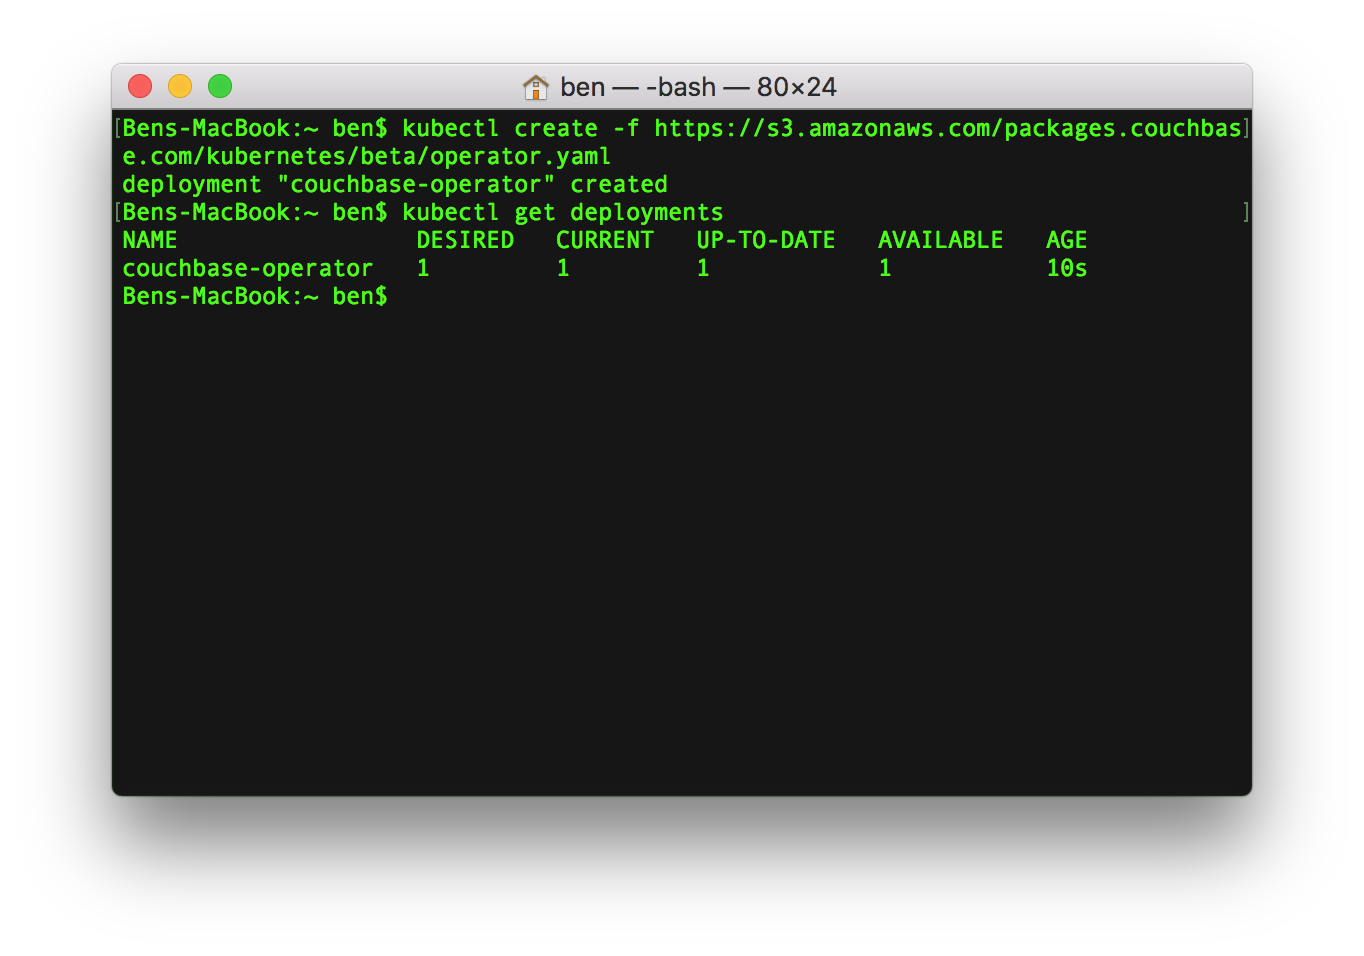 ben — -bash — 80×24
[Bens-MacBook:~ ben$ kubectl create -f https://s3.amazonaws.com/packages.couchbas]
e.com/kubernetes/beta/operator.yaml
deployment "couchbase-operator" created
[Bens-MacBook:~ ben$ kubectl get deployments ]
NAME DESIRED CURRENT UP-TO-DATE AVAILABLE AGE
couchbase-operator 1 1 1 1 10s
Bens-MacBook:~ ben$